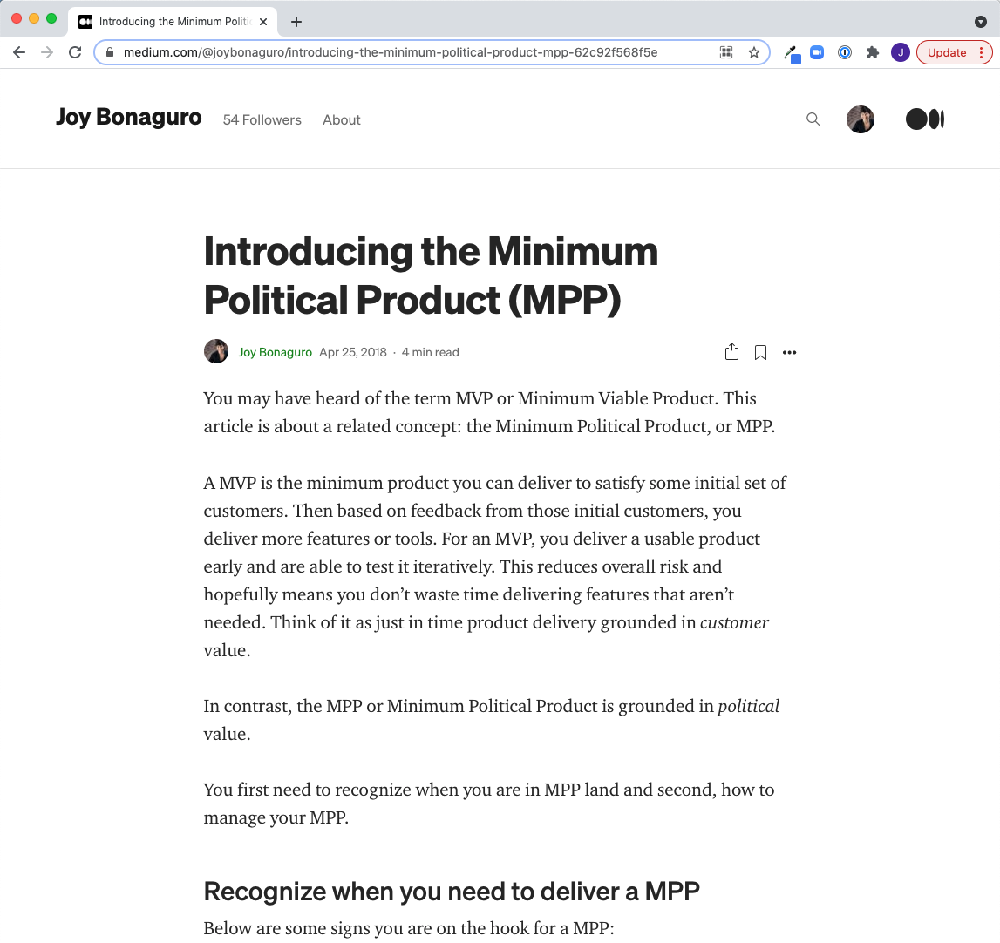 Introducing the Minimum Politi
medium.com/@joybonaguro/introducing-the-minimum-political-product-mpp-62c92f568f5e
J
Update
Joy Bonaguro
54 Followers
About
Introducing the Minimum
Political Product (MPP)
Joy Bonaguro Apr 25, 2018 · 4 min read
You may have heard of the term MVP or Minimum Viable Product. This
article is about a related concept: the Minimum Political Product, or MPP.
A MVP is the minimum product you can deliver to satisfy some initial set of
customers. Then based on feedback from those initial customers, you
deliver more features or tools. For an MVP, you deliver a usable product
early and are able to test it iteratively. This reduces overall risk and
hopefully means you don’t waste time delivering features that aren’t
needed. Think of it as just in time product delivery grounded in customer
value.
In contrast, the MPP or Minimum Political Product is grounded in political
value.
You first need to recognize when you are in MPP land and second, how to
manage your MPP.
Recognize when you need to deliver a MPP
Below are some signs you are on the hook for a MPP: